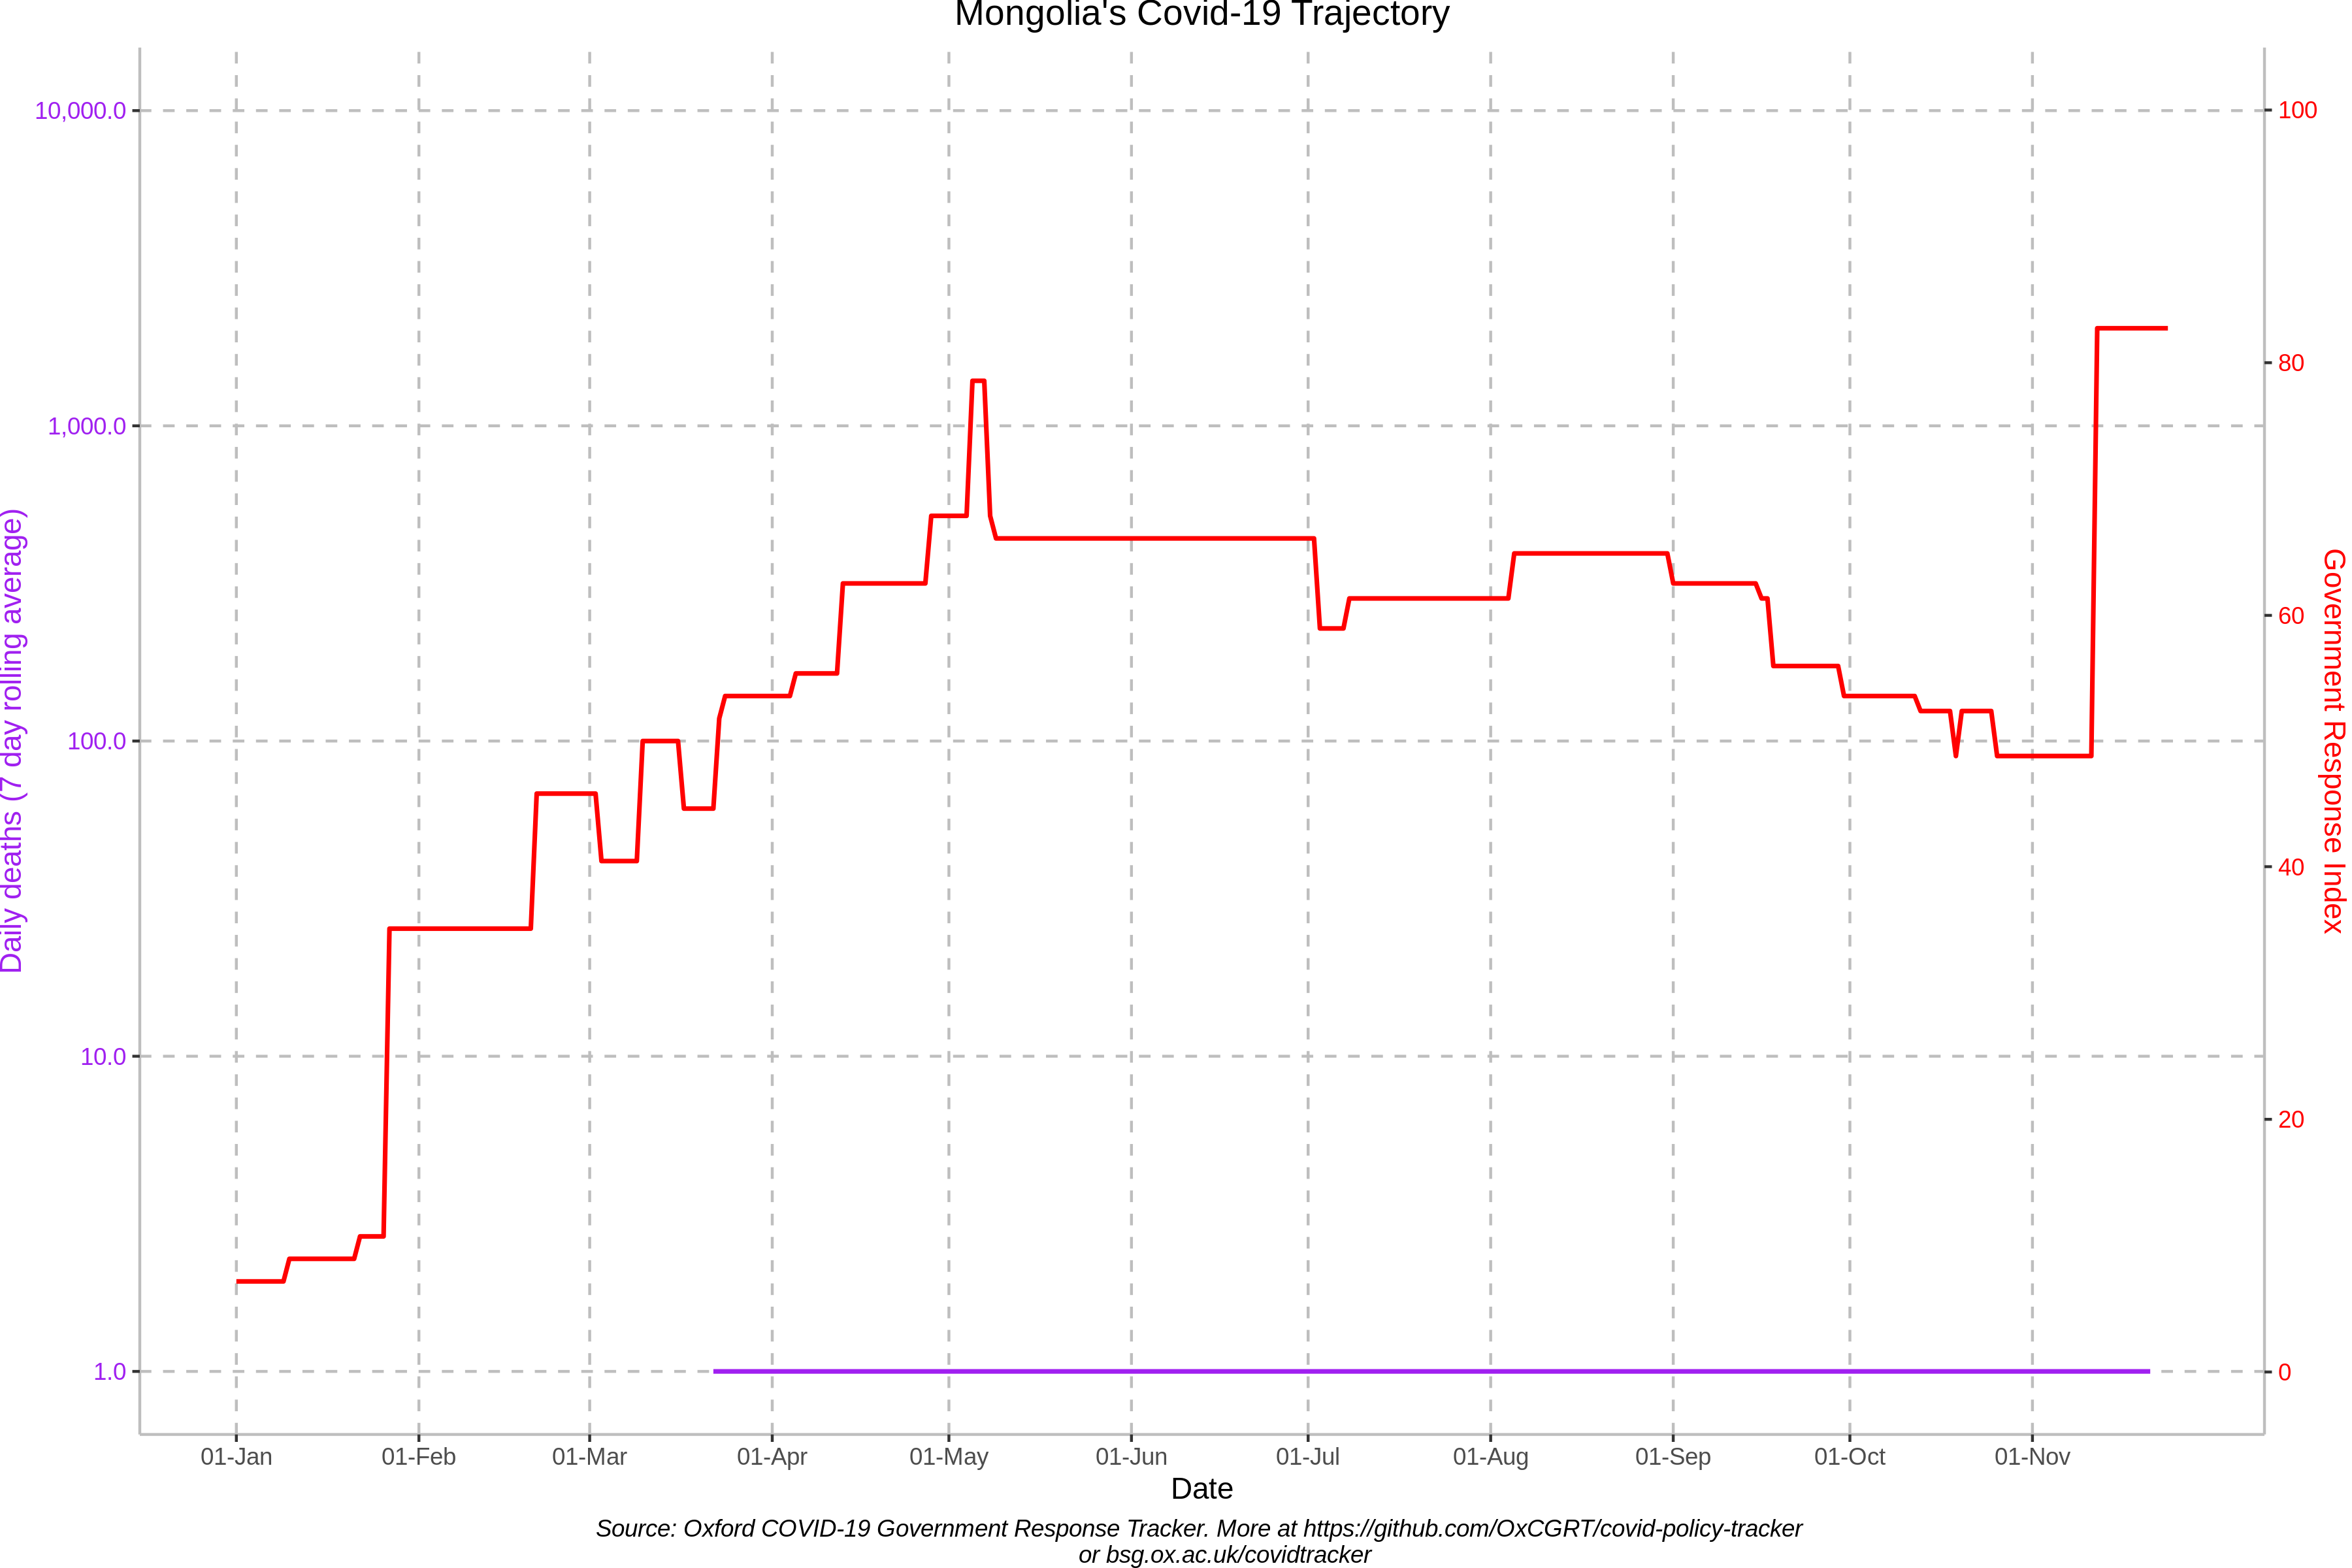 Mongolia's Covid-19 Trajectory
10,000.0
1,000.0
100.0
10.0
1.0
Daily deaths (7 day rolling average)
100
80
60
40
20
0
Government Response Index
01-Jan 01-Feb 01-Mar 01-Apr 01-May 01-Jun 01-Jul 01-Aug 01-Sep 01-Oct 01-Nov
Date
Source: Oxford COVID-19 Government Response Tracker. More at https://github.com/OxCGRT/covid-policy-tracker
or bsg.ox.ac.uk/covidtracker